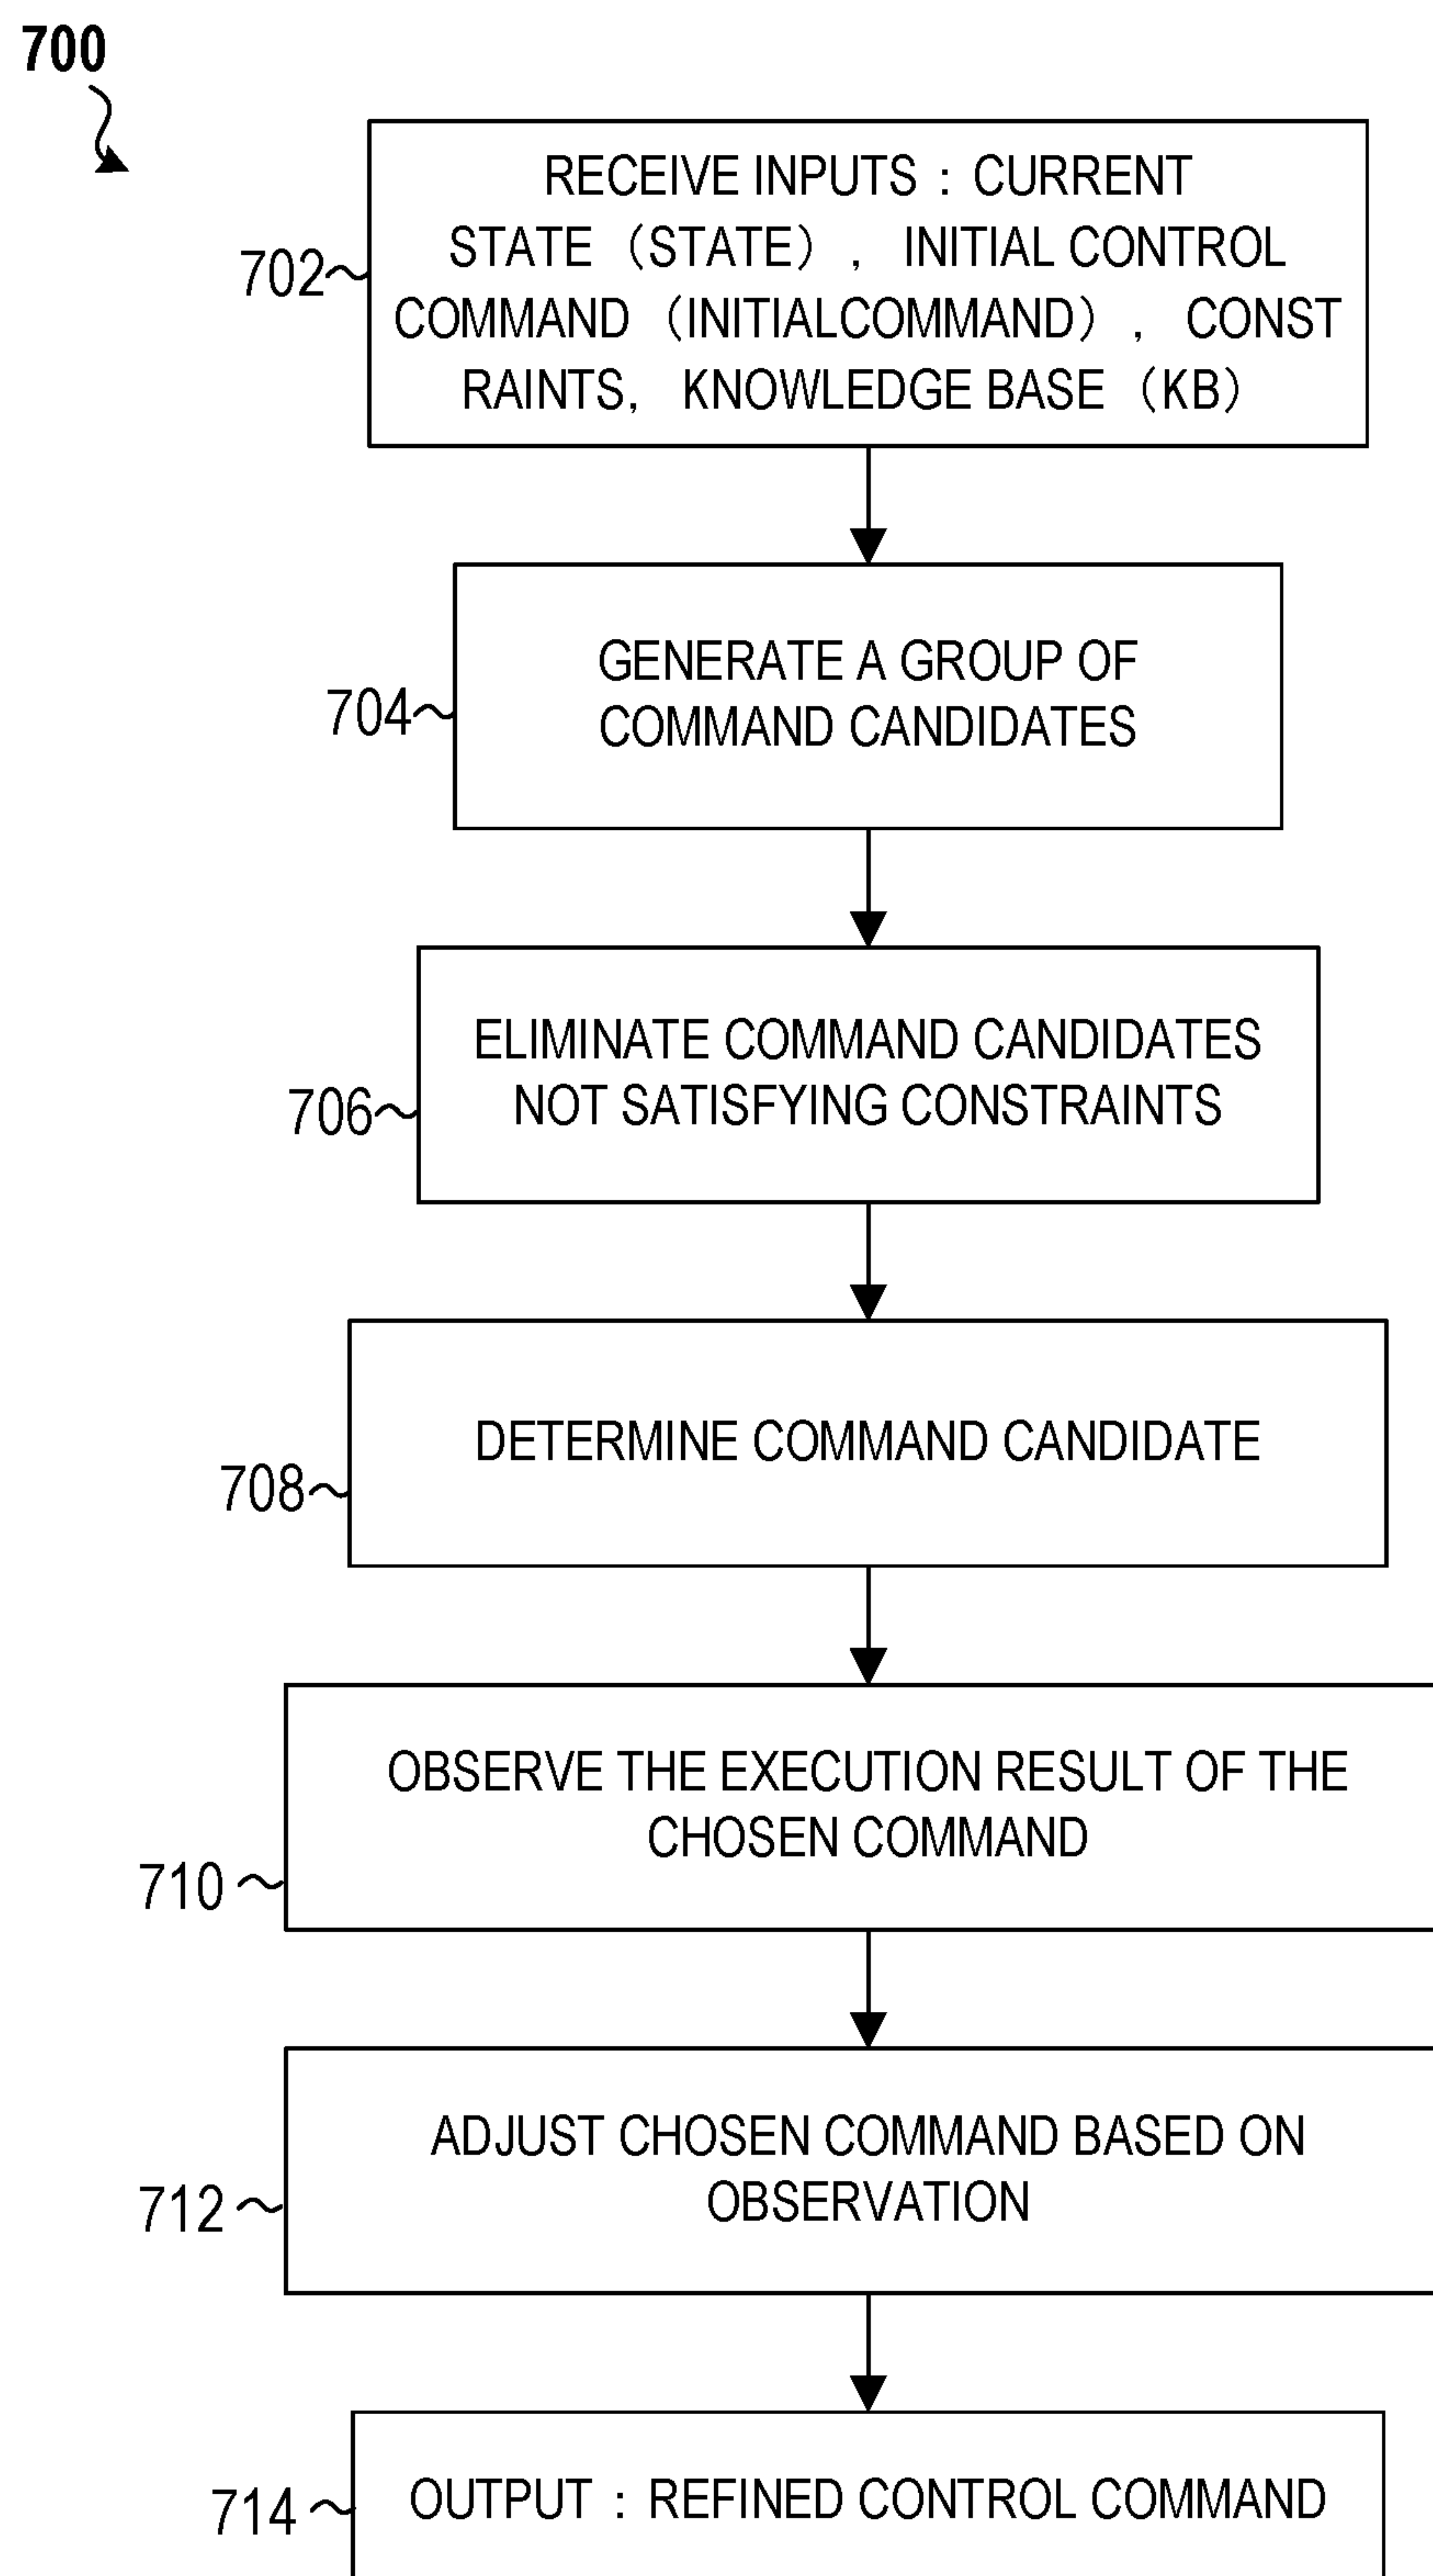 700
702
RECEIVE INPUTS : CURRENT
STATE (STATE) , INITIAL CONTROL
COMMAND (INITIALCOMMAND) , CONST
RAINTS, KNOWLEDGE BASE (KB)
704
GENERATE A GROUP OF
COMMAND CANDIDATES
706
ELIMINATE COMMAND CANDIDATES
NOT SATISFYING CONSTRAINTS
708
DETERMINE COMMAND CANDIDATE
710
OBSERVE THE EXECUTION RESULT OF THE
CHOSEN COMMAND
712
ADJUST CHOSEN COMMAND BASED ON
OBSERVATION
714
OUTPUT : REFINED CONTROL COMMAND